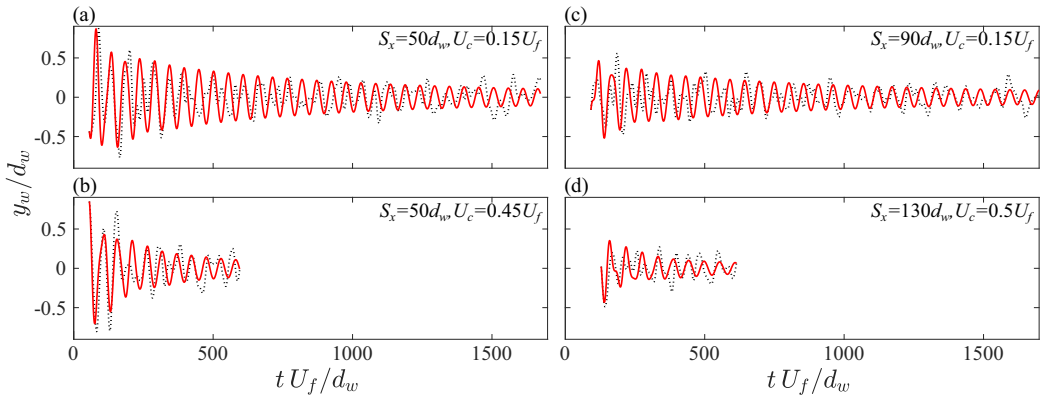 (a)
S_x=50d_w,U_c=0.15U_f
0.5
0
-0.5
(c)
S_x=90d_w,U_c=0.15U_f
(b)
S_x=50d_w,U_c=0.45U_f
0.5
0
-0.5
0 500 1000 1500
(d)
S_x=130d_w,U_c=0.5U_f
0 500 1000 1500
y_w/d_w
t U_f/d_w
t U_f/d_w